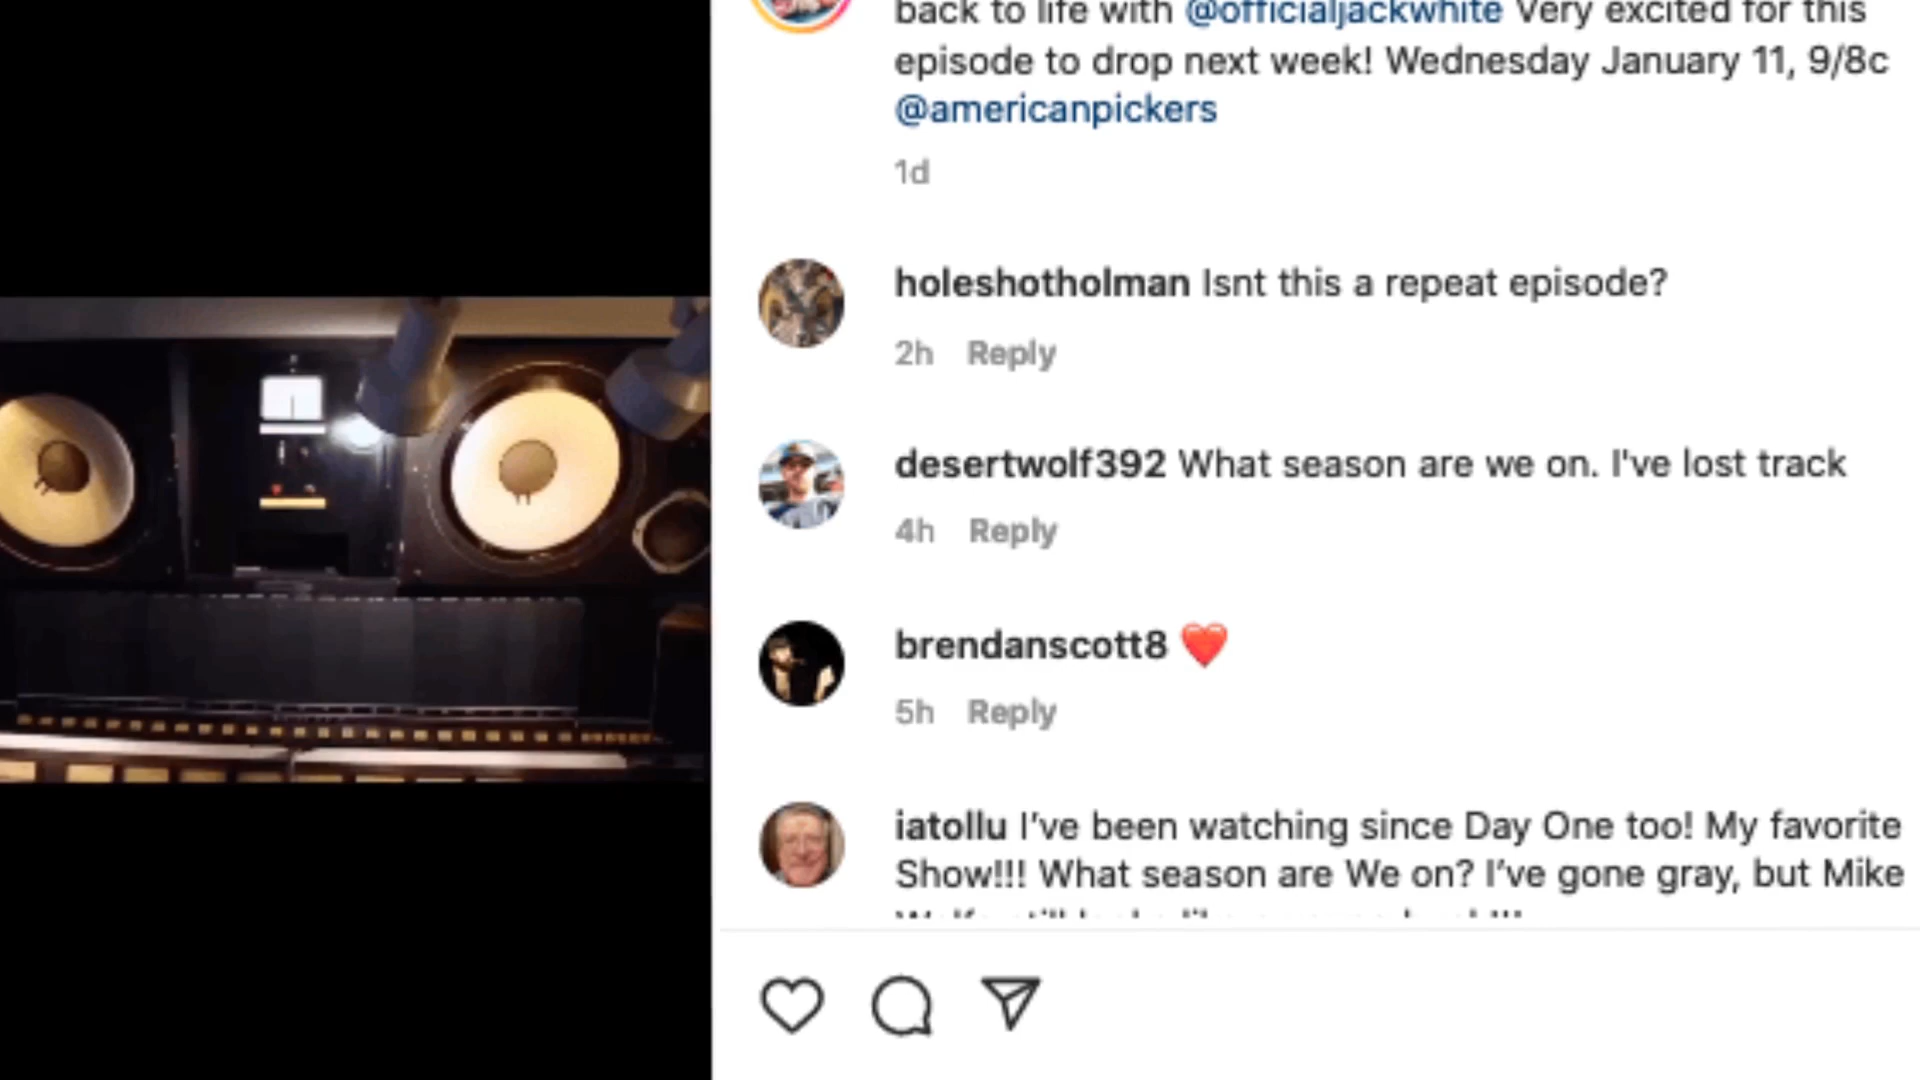 back to life with @officialjackwhite Very excited for this
episode to drop next week! Wednesday January 11, 9/8c
@americanpickers
1d
holeshotholman Isnt this a repeat episode?
2h Reply
desertwolf392 What season are we on. I've lost track
4h Reply
brendanscott8 ❤️
5h Reply
iatollu I’ve been watching since Day One too! My favorite
Show!!! What season are We on? I’ve gone gray, but Mike